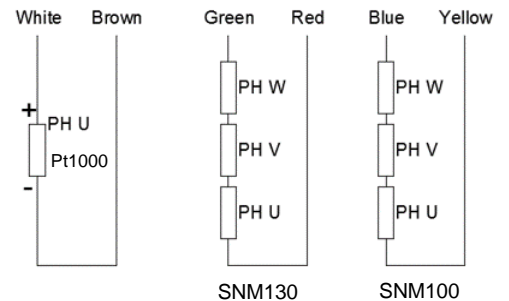 White Brown Green Red Blue Yellow
+
PH U
Pt1000
-
PH W
PH V
PH U
PH W
PH V
PH U
SNM130 SNM100